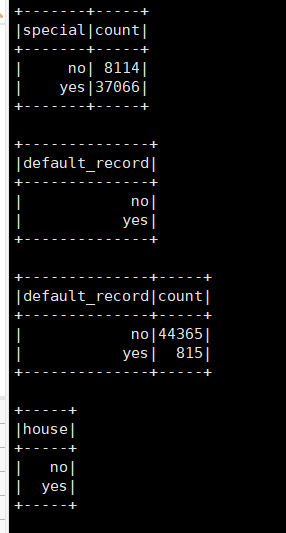 +-------+-----+
|special|count|
+-------+-----+
|     no| 8114|
|    yes|37066|
+-------+-----+

+--------------+
|default_record|
+--------------+
|            no|
|           yes|
+--------------+

+--------------+-----+
|default_record|count|
+--------------+-----+
|            no|44365|
|           yes|  815|
+--------------+-----+

+-----+
|house|
+-----+
|   no|
|  yes|
+-----+